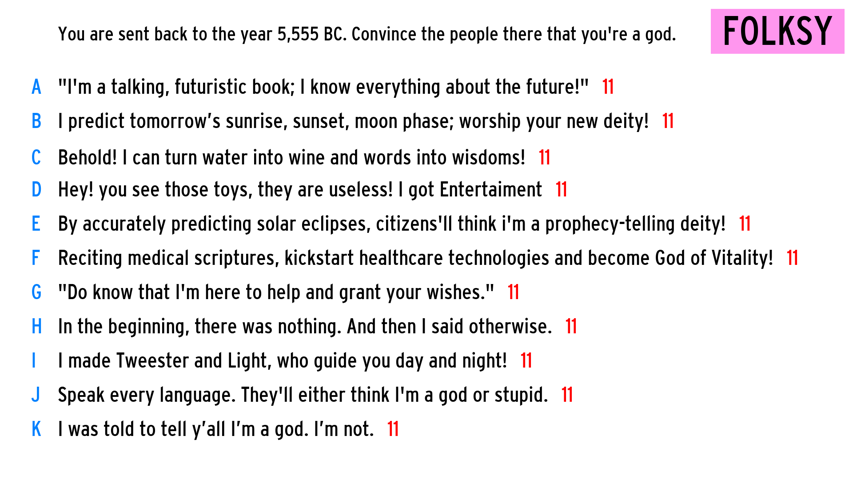 You are sent back to the year 5,555 BC. Convince the people there that you're a god.
FOLKSY
A "I'm a talking, futuristic book; I know everything about the future!" 11
B I predict tomorrow’s sunrise, sunset, moon phase; worship your new deity! 11
C Behold! I can turn water into wine and words into wisdoms! 11
D Hey! you see those toys, they are useless! I got Entertaiment 11
E By accurately predicting solar eclipses, citizens'll think i'm a prophecy-telling deity! 11
F Reciting medical scriptures, kickstart healthcare technologies and become God of Vitality! 11
G "Do know that I'm here to help and grant your wishes." 11
H In the beginning, there was nothing. And then I said otherwise. 11
I I made Tweester and Light, who guide you day and night! 11
J Speak every language. They'll either think I'm a god or stupid. 11
K I was told to tell y’all I’m a god. I’m not. 11